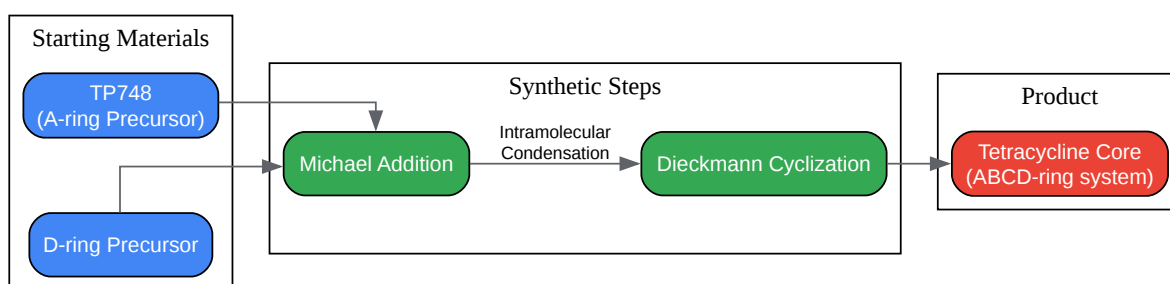 Starting Materials
TP748
(A-ring Precursor)
D-ring Precursor
Synthetic Steps
Michael Addition
Intramolecular
Condensation
Dieckmann Cyclization
Product
Tetracycline Core
(ABCD-ring system)